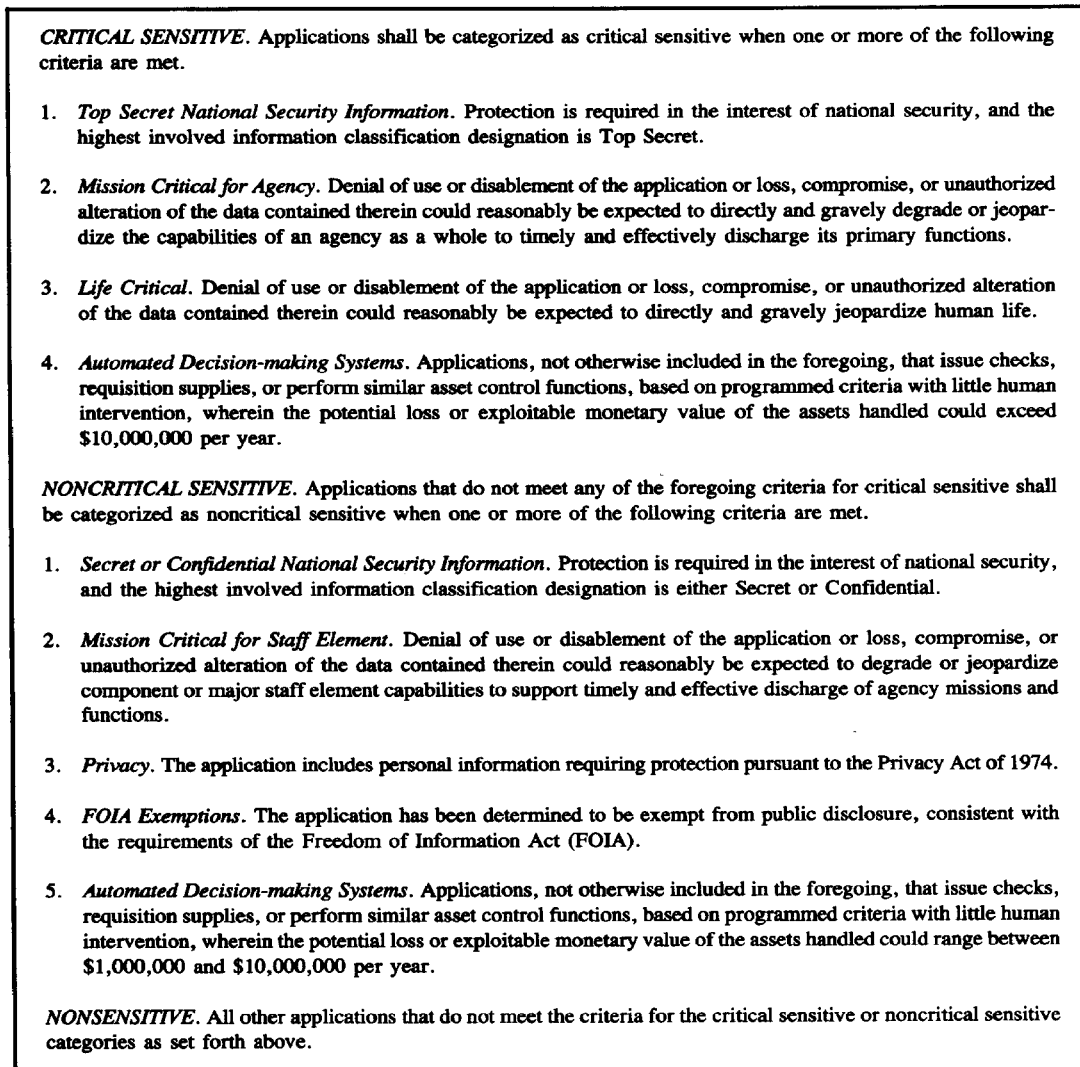 CRITICAL SENSITIVE. Applications shall be categorized as critical sensitive when one or more of the following
criteria are met.
1. Top Secret National Security Information. Protection is required in the interest of national security, and the
highest involved information classification designation is Top Secret.
2. Mission Critical for Agency. Denial of use or disablement of the application or loss, compromise, or unauthorized
alteration of the data contained therein could reasonably be expected to directly and gravely degrade or jeopar-
dize the capabilities of an agency as a whole to timely and effectively discharge its primary functions.
3. Life Critical. Denial of use or disablement of the application or loss, compromise, or unauthorized alteration
of the data contained therein could reasonably be expected to directly and gravely jeopardize human life.
4. Automated Decision-making Systems. Applications, not otherwise included in the foregoing, that issue checks,
requisition supplies, or perform similar asset control functions, based on programmed criteria with little human
intervention, wherein the potential loss or exploitable monetary value of the assets handled could exceed
$10,000,000 per year.
NONCRITICAL SENSITIVE. Applications that do not meet any of the foregoing criteria for critical sensitive shall
be categorized as noncritical sensitive when one or more of the following criteria are met.
1. Secret or Confidential National Security Information. Protection is required in the interest of national security,
and the highest involved information classification designation is either Secret or Confidential.
2. Mission Critical for Staff Element. Denial of use or disablement of the application or loss, compromise, or
unauthorized alteration of the data contained therein could reasonably be expected to degrade or jeopardize
component or major staff element capabilities to support timely and effective discharge of agency missions and
functions.
3. Privacy. The application includes personal information requiring protection pursuant to the Privacy Act of 1974.
4. FOIA Exemptions. The application has been determined to be exempt from public disclosure, consistent with
the requirements of the Freedom of Information Act (FOIA).
5. Automated Decision-making Systems. Applications, not otherwise included in the foregoing, that issue checks,
requisition supplies, or perform similar asset control functions, based on programmed criteria with little human
intervention, wherein the potential loss or exploitable monetary value of the assets handled could range between
$1,000,000 and $10,000,000 per year.
NONSENSITIVE. All other applications that do not meet the criteria for the critical sensitive or noncritical sensitive
categories as set forth above.